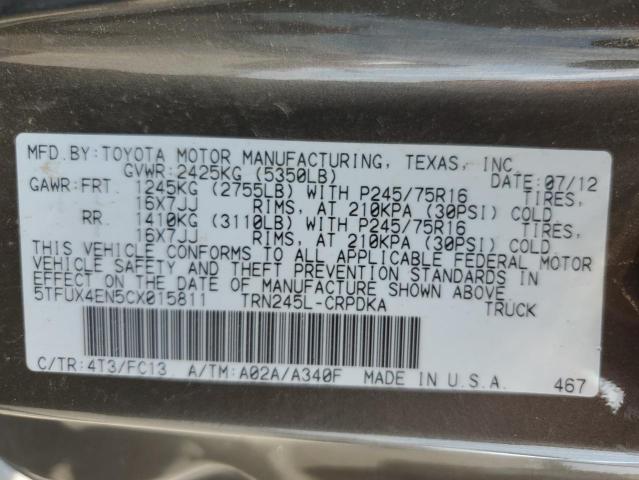 MFD.BY:TOYOTA MOTOR MANUFACTURING, TEXAS, INC.
GVWR:2425KG (5350LB) DATE:07/12
GAWR:FRT. 1245KG (2755LB) WITH P245/75R16 TIRES,
16X7JJ RIMS, AT 210KPA (30PSI) COLD.
RR. 1410KG (3110LB) WITH P245/75R16 TIRES,
16X7JJ RIMS, AT 210KPA (30PSI) COLD.
THIS VEHICLE CONFORMS TO ALL APPLICABLE FEDERAL MOTOR
VEHICLE SAFETY AND THEFT PREVENTION STANDARDS IN
EFFECT ON THE DATE OF MANUFACTURE SHOWN ABOVE.
5TFUX4EN5CX015811 TRN245L-CRPDKA TRUCK
C/TR:4T3/FC13 A/TM:A02A/A340F MADE IN U.S.A. 467